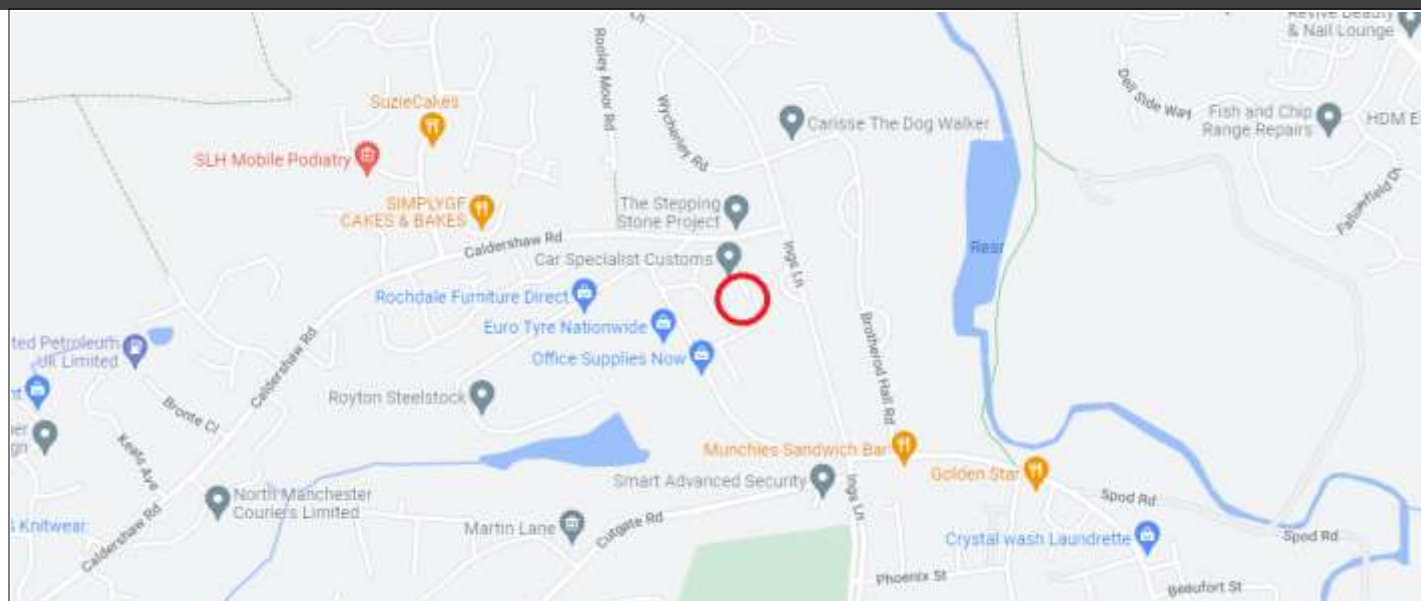 Revive Beauty
& Nail Lounge
Ln
Rooley Moor Rd
Wycherley Rd
Dell Side Way
SuzieCakes
Carisse The Dog Walker
Fish and Chip
Range Repairs
HDM E
SLH Mobile Podiatry
SIMPLYGF
CAKES & BAKES
The Stepping
Stone Project
Caldershaw Rd
Ings Ln
Resr
Car Specialist Customs
Rochdale Furniture Direct
Euro Tyre Nationwide
Brotherod Hall Rd
ted Petroleum
UK Limited
Office Supplies Now
Caldershaw Rd
Royton Steelstock
Bronte Cl
Keats Ave
Munchies Sandwich Bar
Golden Star
Smart Advanced Security
Ings Ln
Spod Rd
North Manchester
Couriers Limited
Martin Lane
Cutgate Rd
Spod Rd
Knitwear
Crystal wash Laundrette
Caldershaw Rd
Phoenix St
Beaufort St